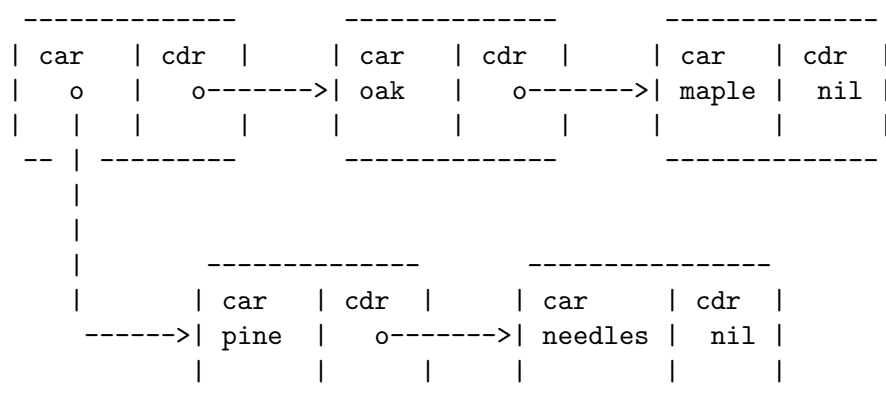 --------------       --------------       --------------
| car   | cdr  |     | car   | cdr  |     | car   | cdr  |
|   o   |   o------->| oak   |   o------->| maple |  nil |
|   |   |      |     |       |      |     |       |      |
 -- | ---------       --------------       --------------
    |
    |
    |        --------------       ----------------
    |       | car   | cdr  |     | car     | cdr  |
     ------>| pine  |   o------->| needles |  nil |
            |       |      |     |         |      |